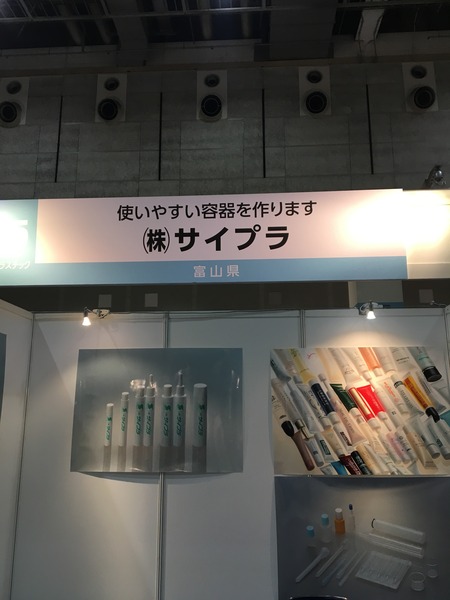 使いやすい容器を作ります
㈱サイプラ
富山県